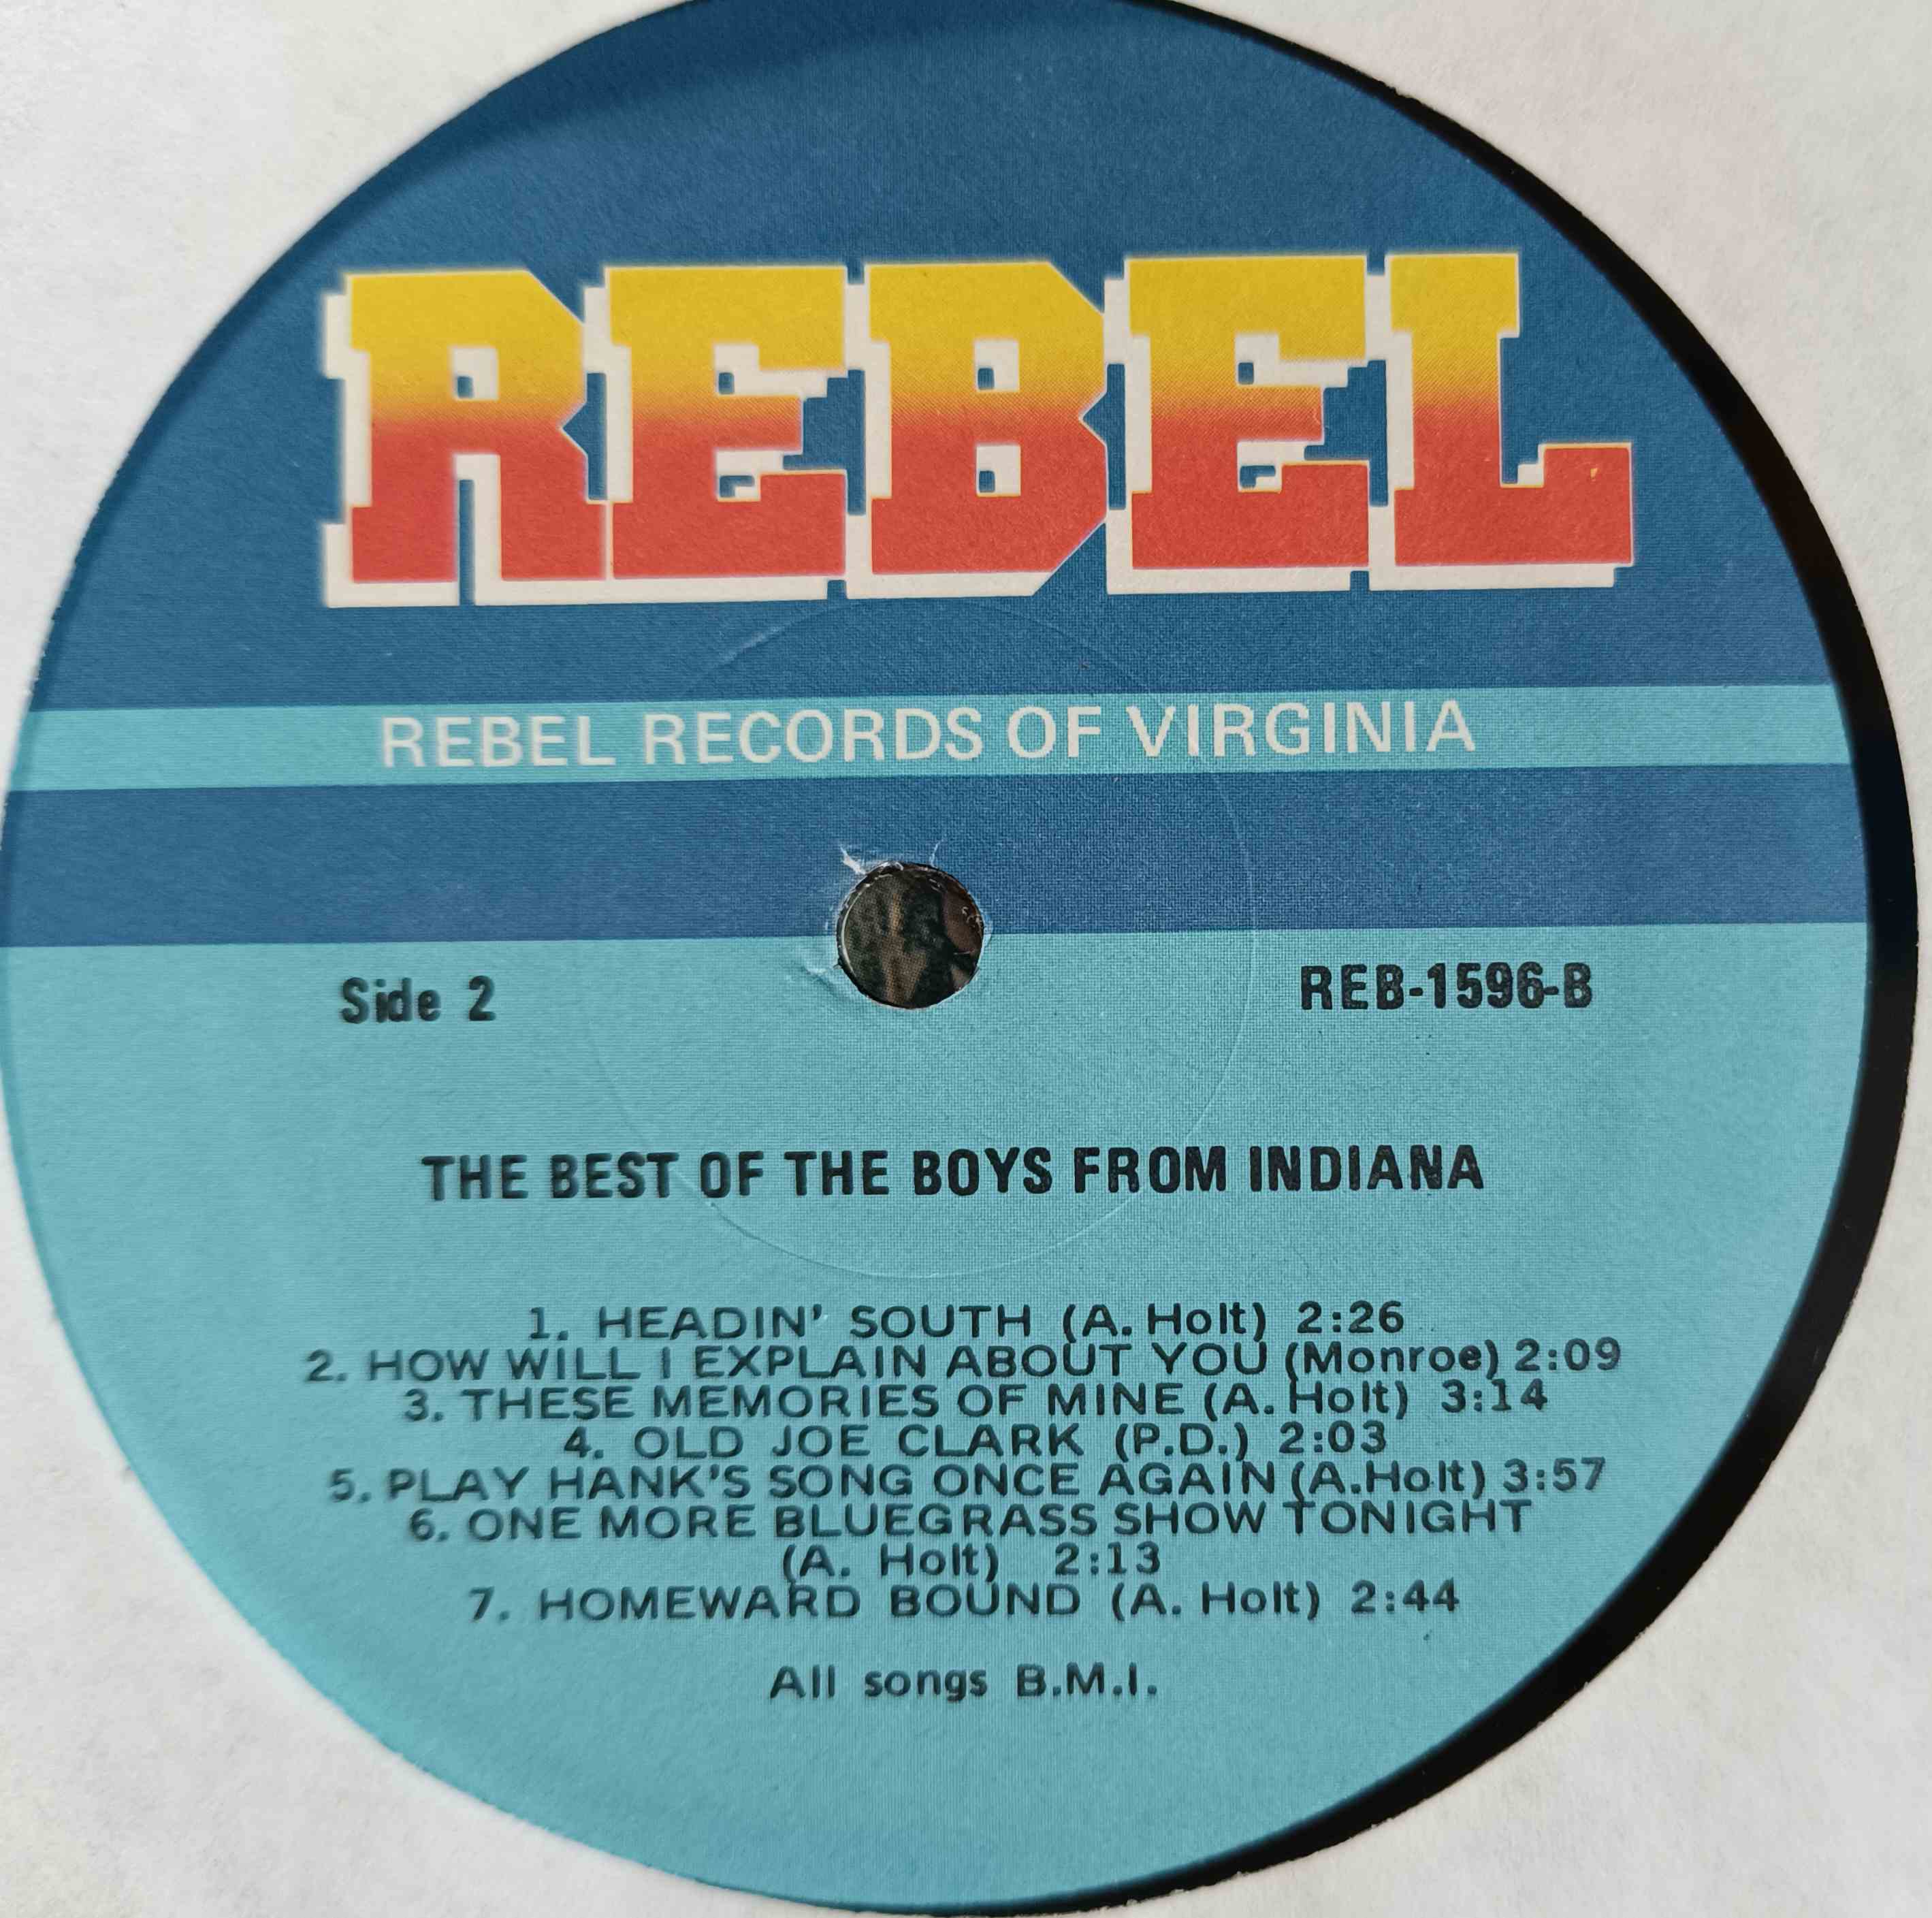 REBEL
REBEL RECORDS OF VIRGINIA
Side 2
REB-1596-B
THE BEST OF THE BOYS FROM INDIANA
1. HEADIN' SOUTH (A. Holt) 2:26
2. HOW WILL I EXPLAIN ABOUT YOU (Monroe) 2:09
3. THESE MEMORIES OF MINE (A. Holt) 3:14
4. OLD JOE CLARK (P.D.) 2:03
5. PLAY HANK'S SONG ONCE AGAIN (A.Holt) 3:57
6. ONE MORE BLUEGRASS SHOW TONIGHT
(A. Holt) 2:13
7. HOMEWARD BOUND (A. Holt) 2:44
All songs B.M.I.